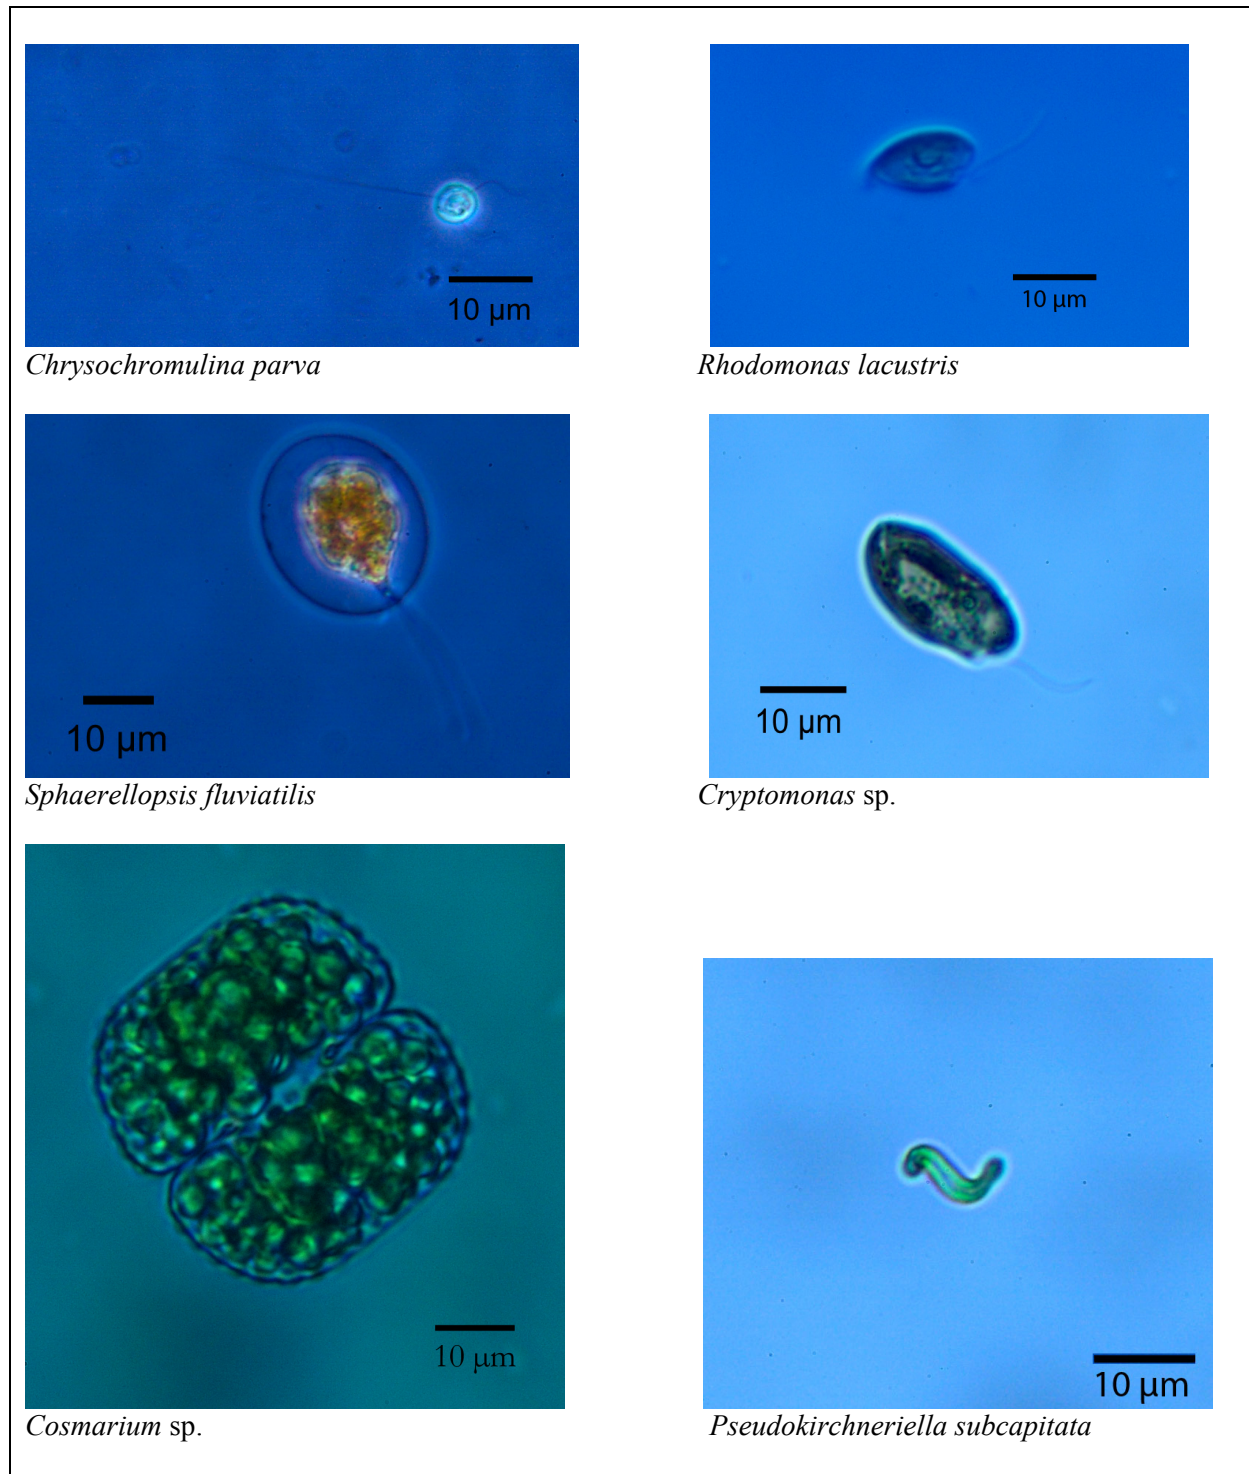 10 µm
10 µm
Chrysochromulina parva
Rhodomonas lacustris
10 µm
10 µm
Sphaerellopsis fluviatilis
Cryptomonas sp.
10 µm
10 µm
Cosmarium sp.
Pseudokirchneriella subcapitata